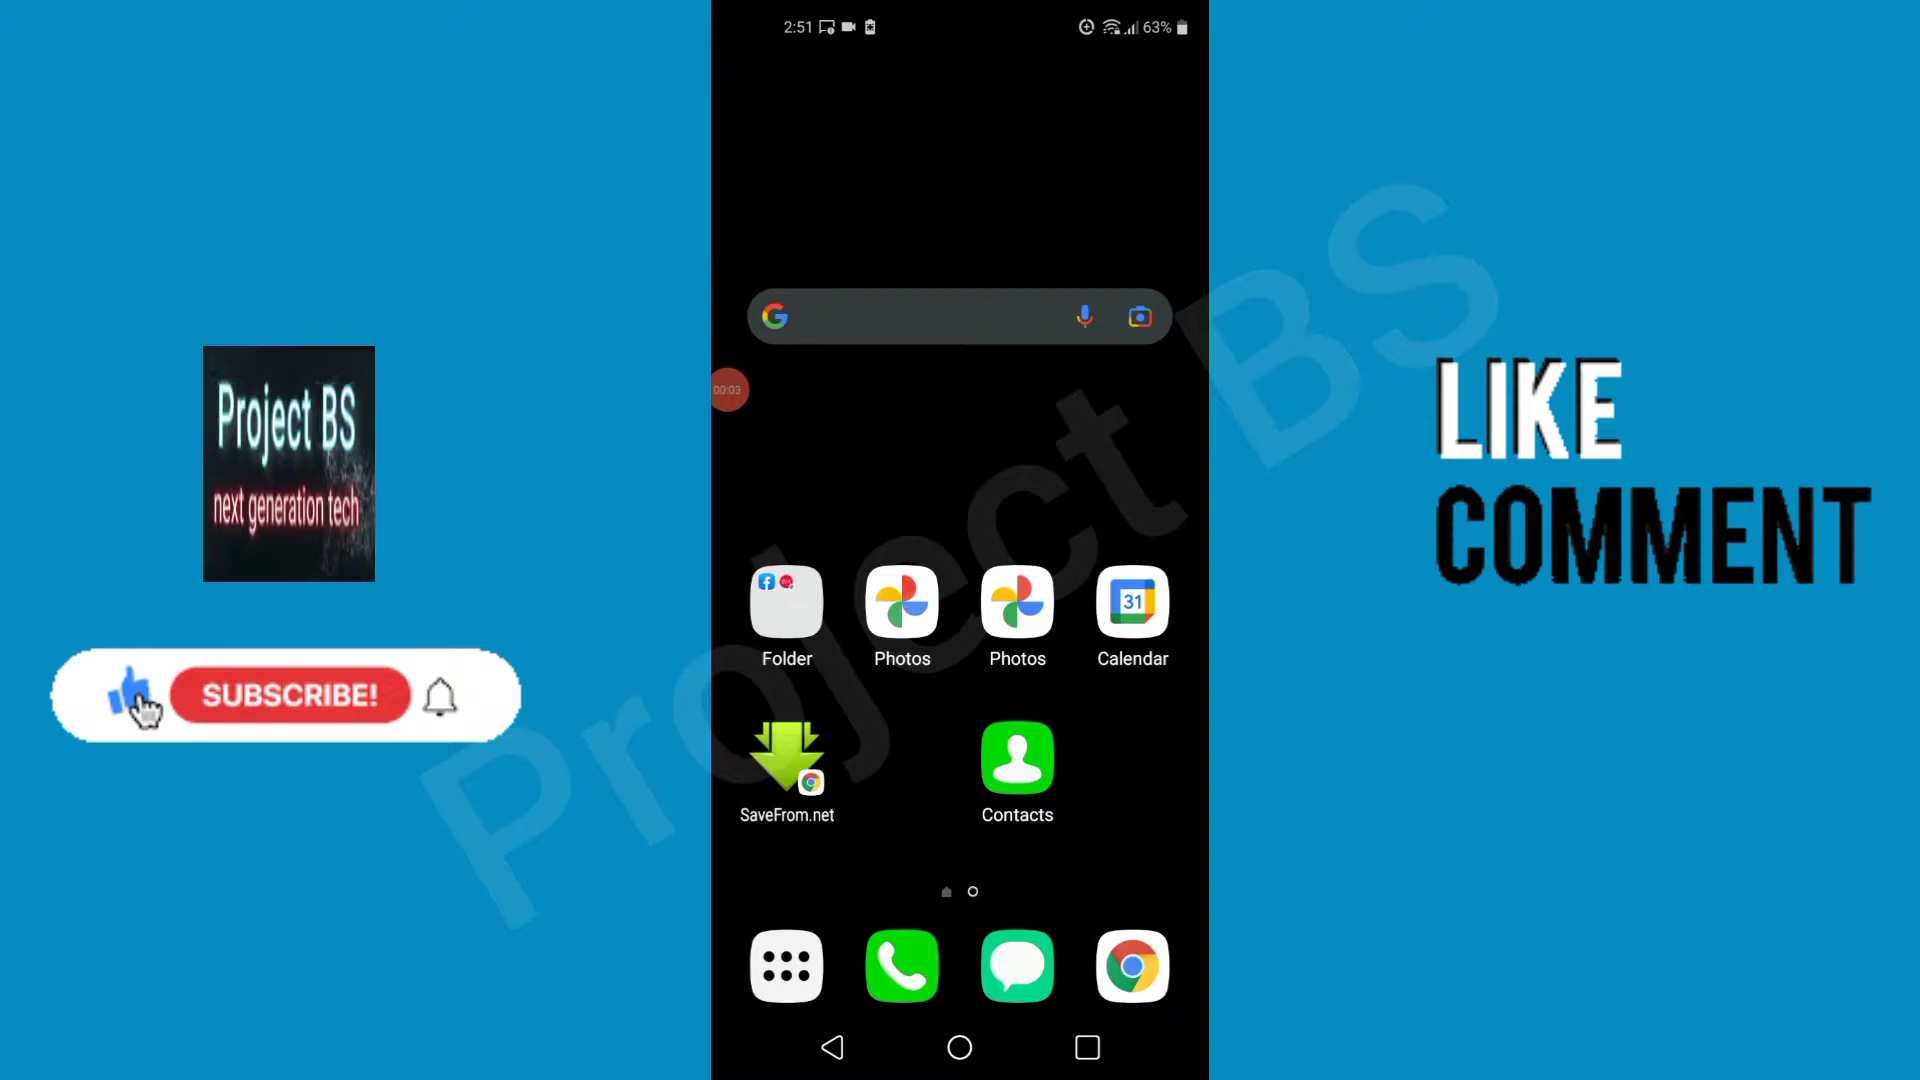 2:51
63%
00:03
Project BS
next generation tech
SUBSCRIBE!
LIKE
COMMENT
Project BS
31
Folder
Photos
Photos
Calendar
SaveFrom.net
Contacts